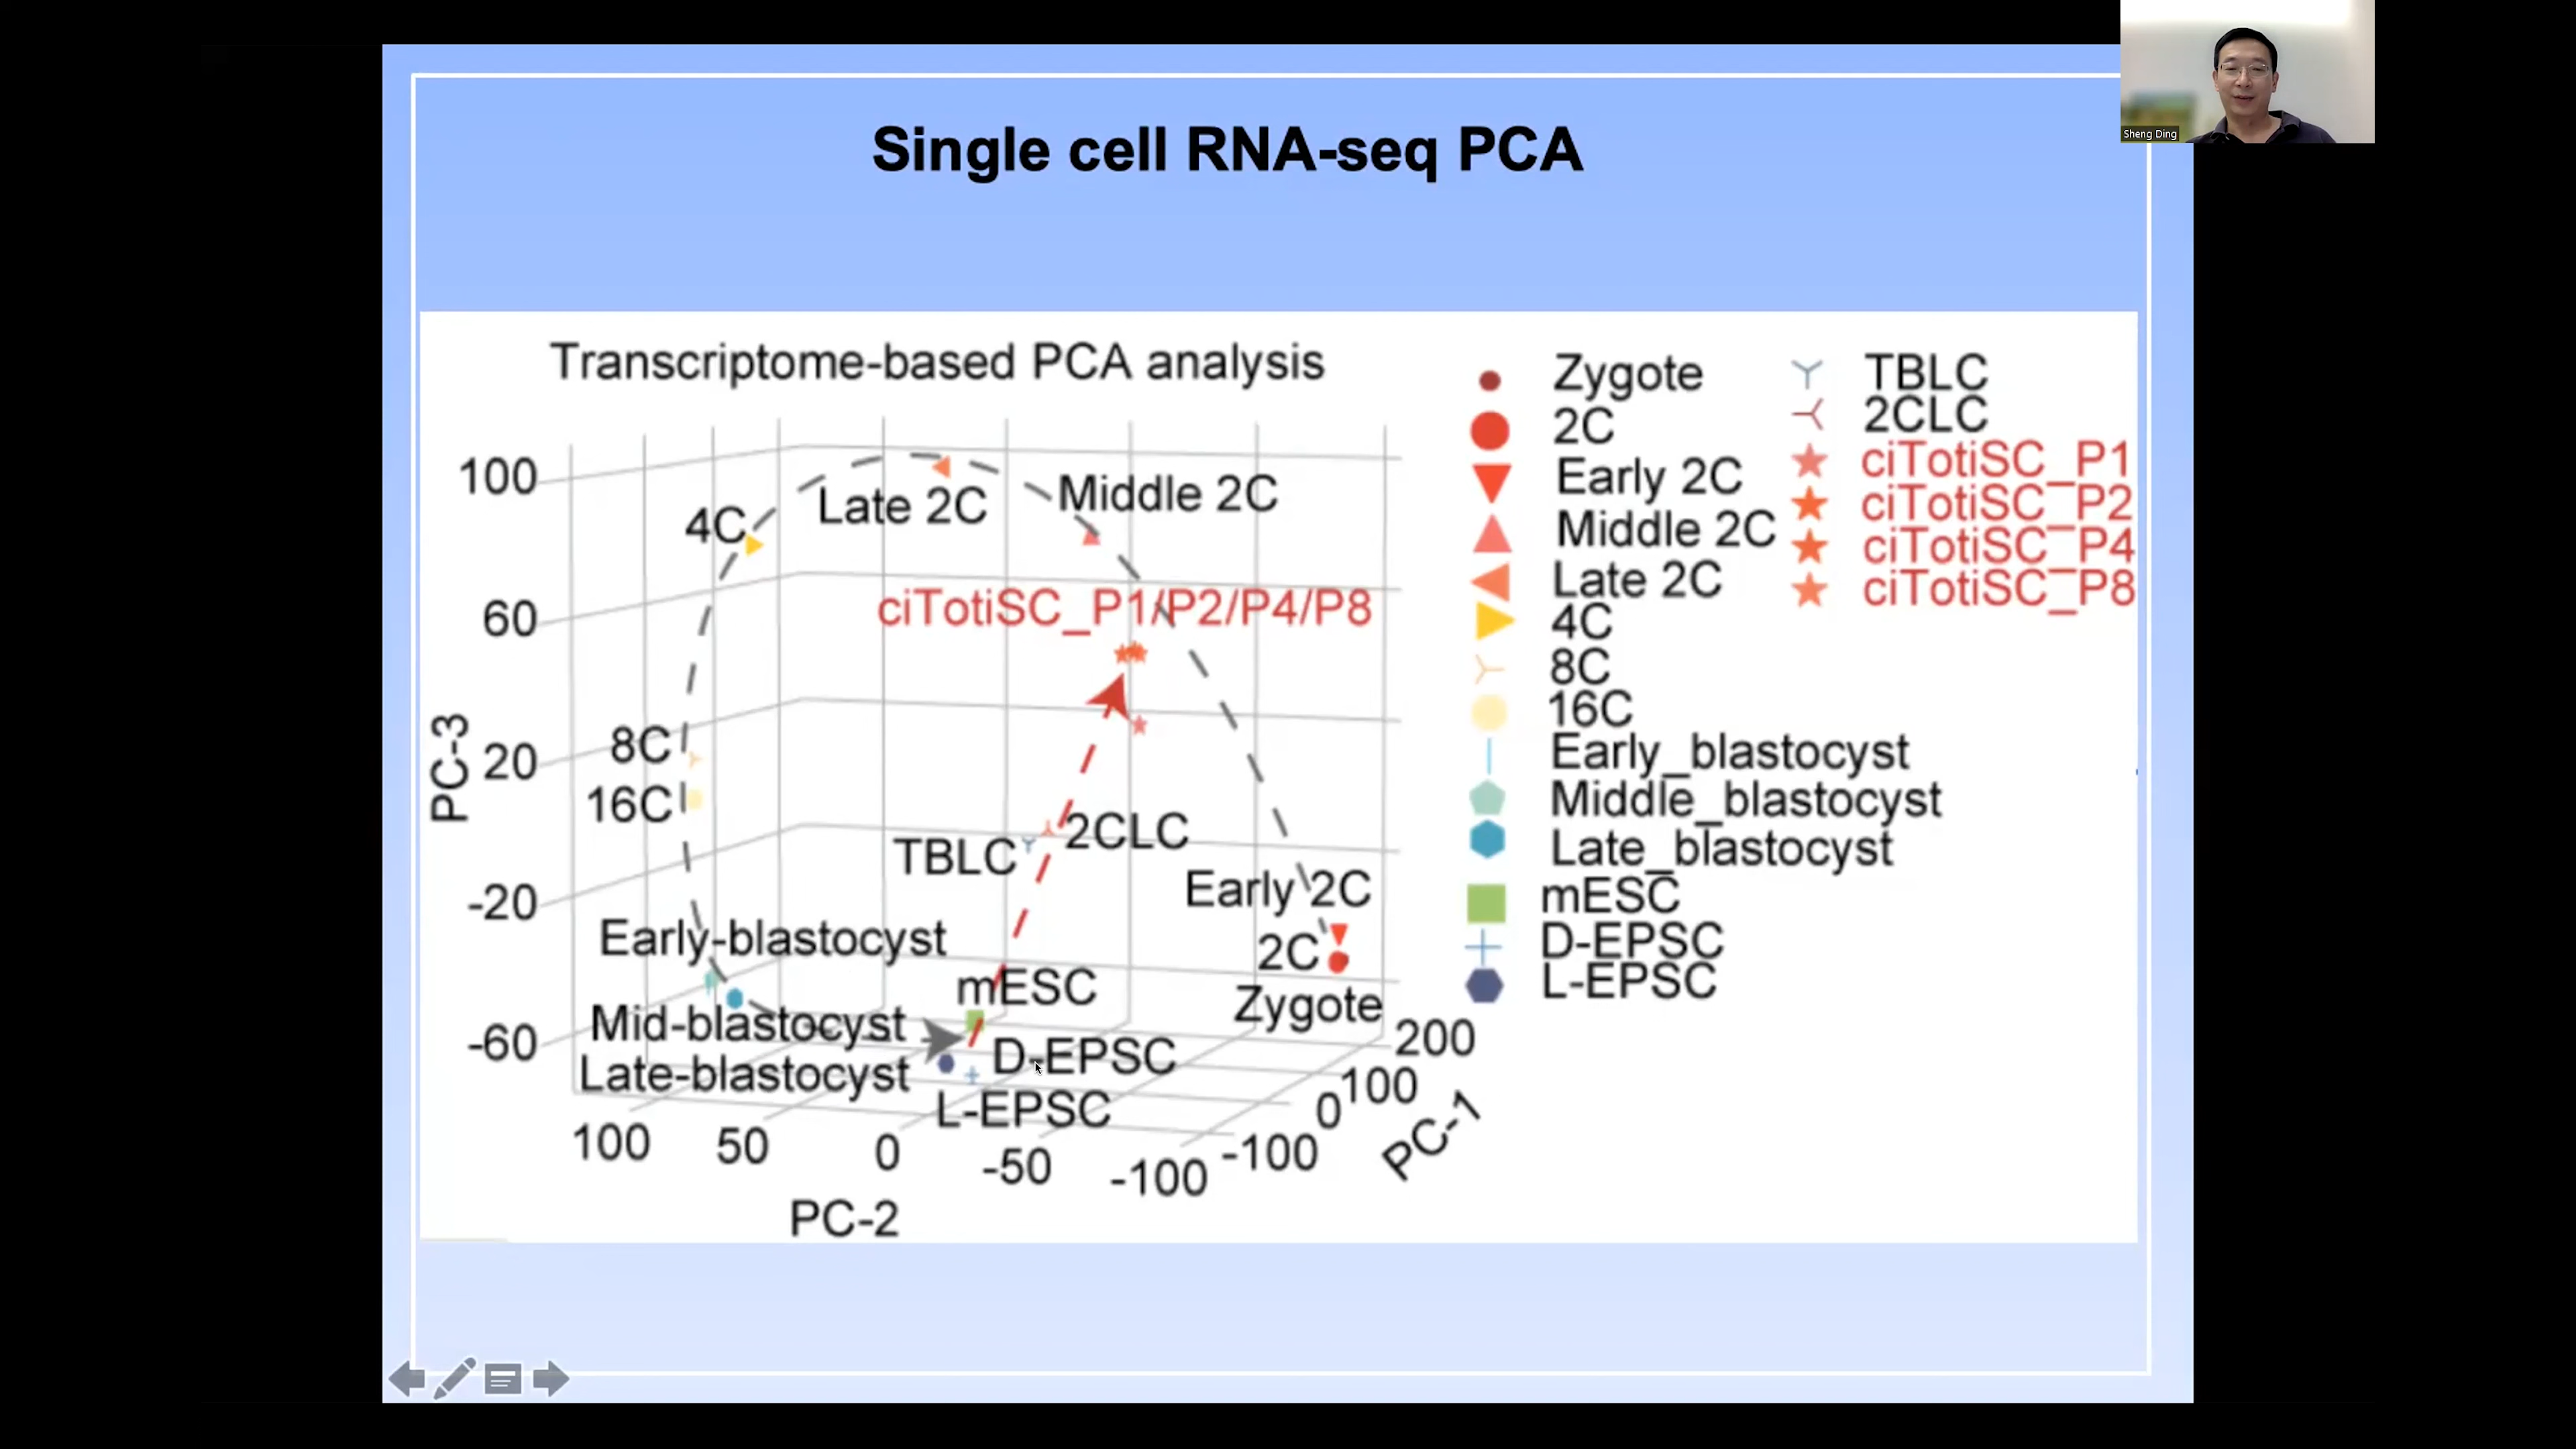 Sheng Ding
Single cell RNA-seq PCA
Transcriptome-based PCA analysis
100
60
20
-20
-60
PC-3
100
50
0
-50
-100
PC-2
-100
0
100
200
PC-1
4C
Late 2C
Middle 2C
ciTotiSC_P1/P2/P4/P8
8C
16C
TBLC
2CLC
Early 2C
2C
Zygote
Early-blastocyst
Mid-blastocyst
Late-blastocyst
mESC
D-EPSC
L-EPSC
Zygote
2C
Early 2C
Middle 2C
Late 2C
4C
8C
16C
Early_blastocyst
Middle_blastocyst
Late_blastocyst
mESC
D-EPSC
L-EPSC
TBLC
2CLC
ciTotiSC_P1
ciTotiSC_P2
ciTotiSC_P4
ciTotiSC_P8